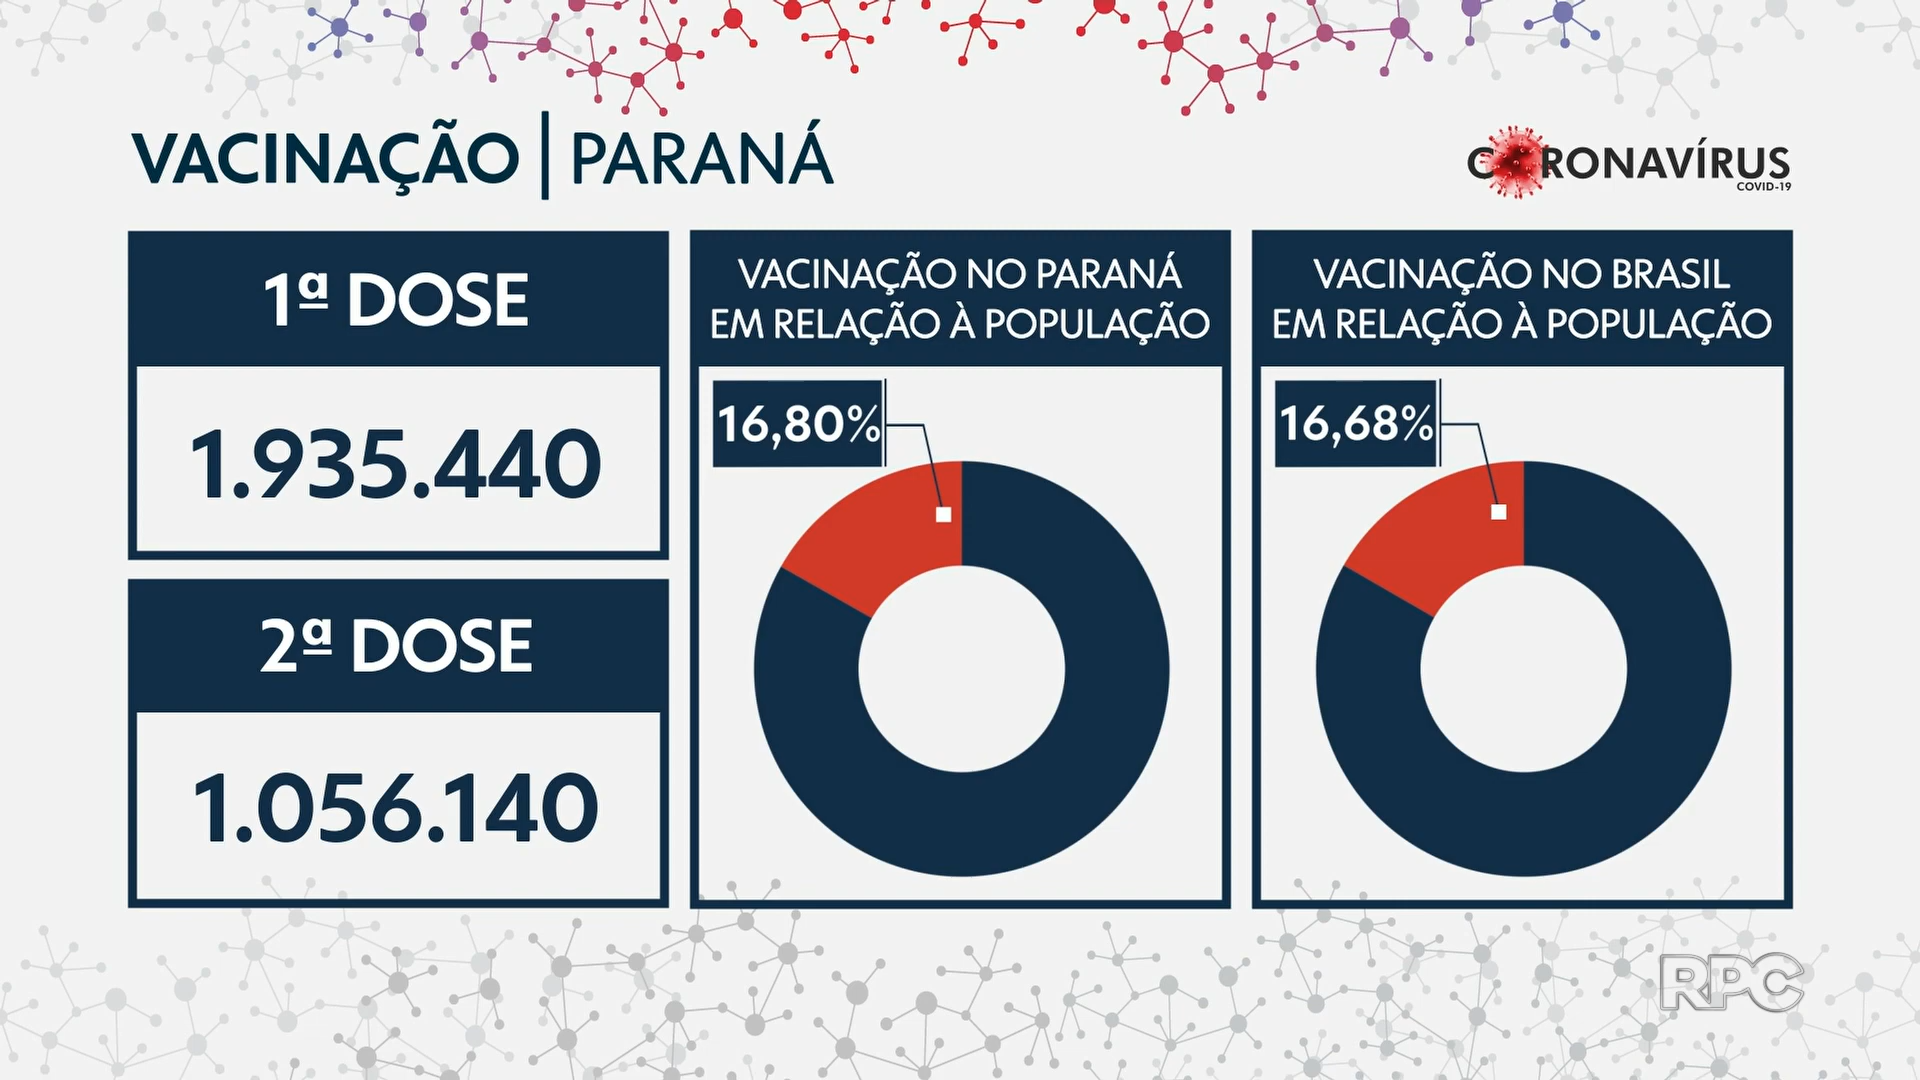 VACINAÇÃO | PARANÁ
CORONAVÍRUS
COVID-19
1ª DOSE
1.935.440
2ª DOSE
1.056.140
VACINAÇÃO NO PARANÁ
EM RELAÇÃO À POPULAÇÃO
16,80%
VACINAÇÃO NO BRASIL
EM RELAÇÃO À POPULAÇÃO
16,68%
RPC